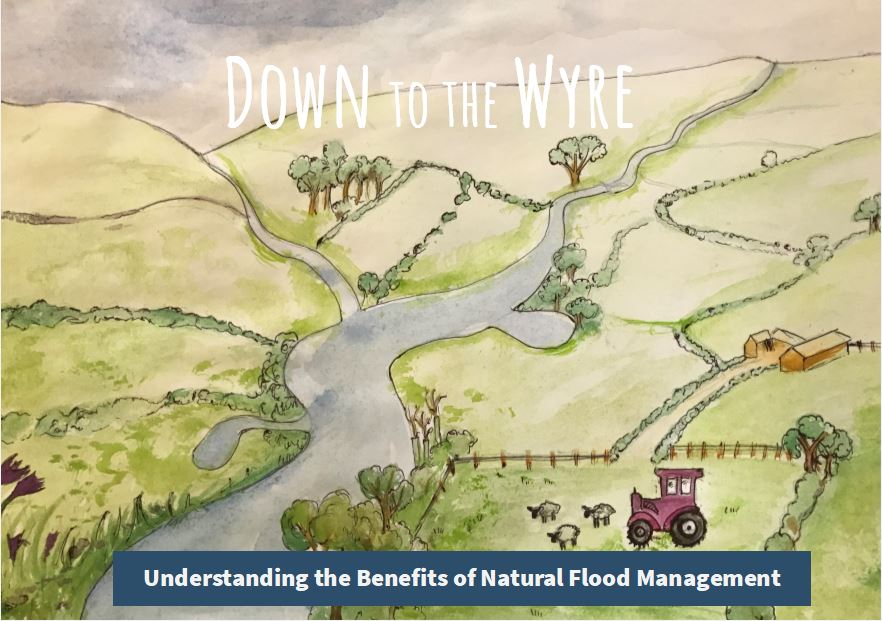 Down to the Wyre
Understanding the Benefits of Natural Flood Management